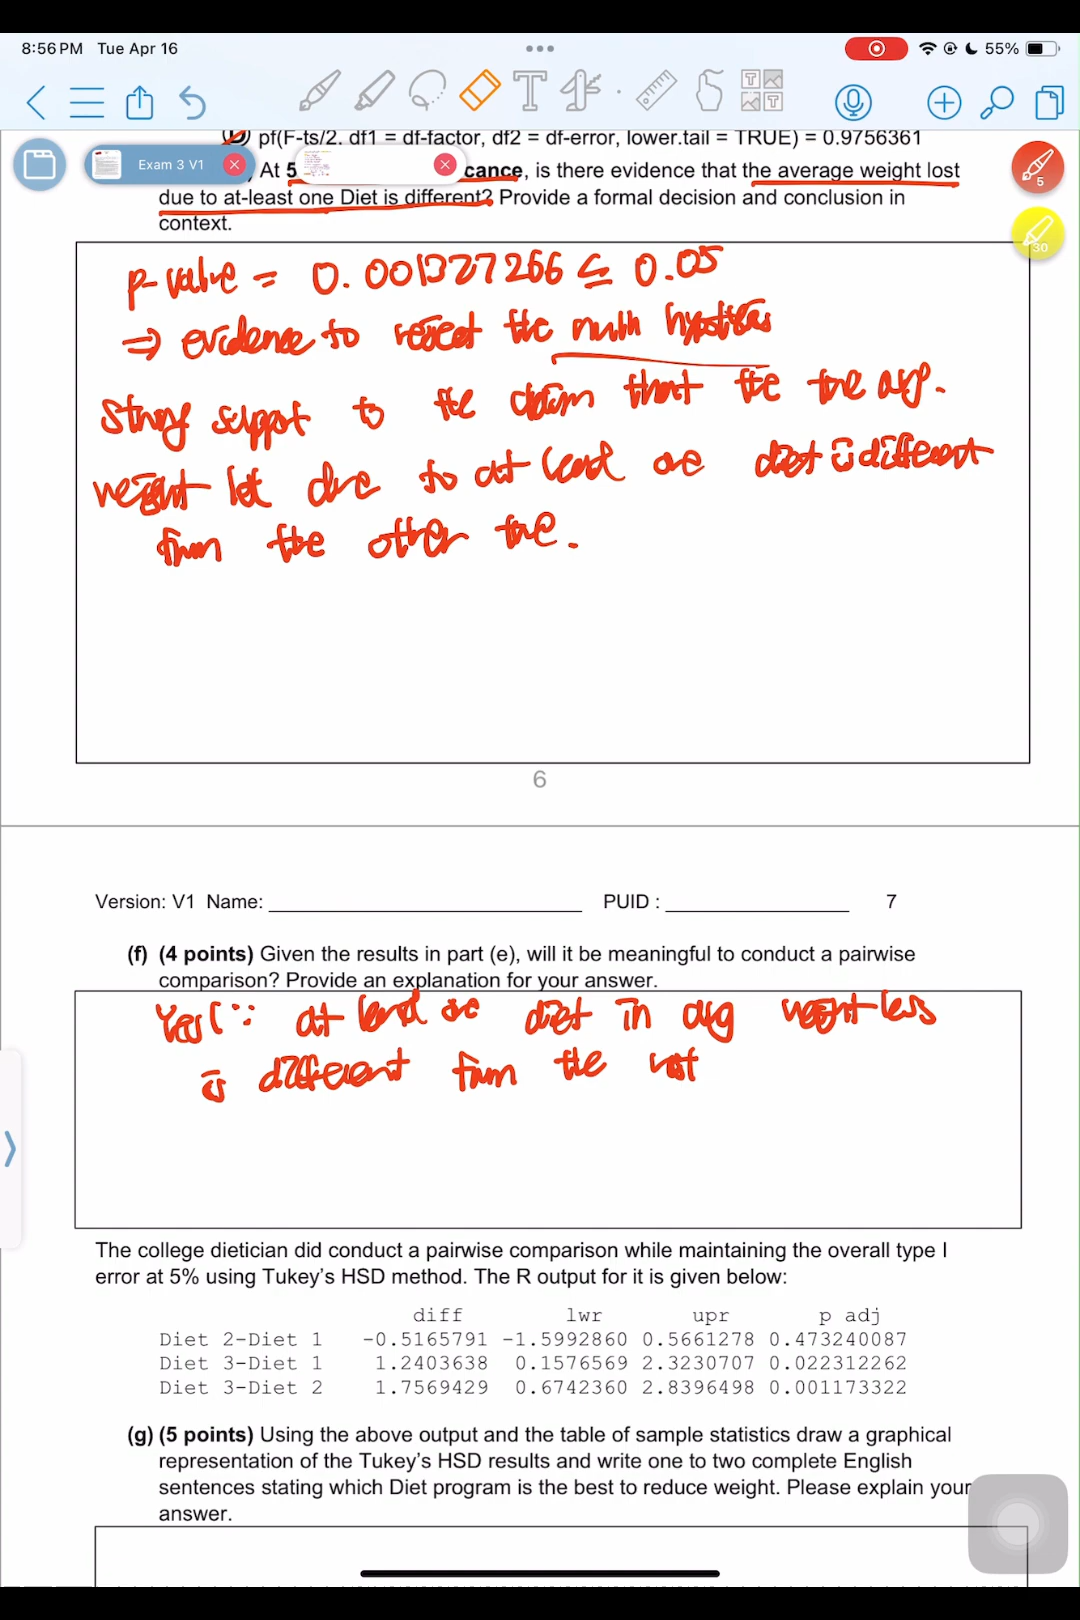 8:56 PM Tue Apr 16
55%
pf(F-ts/2, df1 = df-factor, df2 = df-error, lower.tail = TRUE) = 0.9756361
Exam 3 V1
At 5 cance, is there evidence that the average weight lost
due to at-least one Diet is different? Provide a formal decision and conclusion in
context.
5
30
p-value = 0.001327266 ≤ 0.05
⇒ evidence to reject the null hypothesis
Strong support to the claim that the true avg.
weight lost due to at least one diet is different
from the other two.
6
Version: V1 Name: PUID : 7
(f) (4 points) Given the results in part (e), will it be meaningful to conduct a pairwise
comparison? Provide an explanation for your answer.
Yes! ∵ at least one diet in avg weight loss
is different from the rest
The college dietician did conduct a pairwise comparison while maintaining the overall type I
error at 5% using Tukey's HSD method. The R output for it is given below:
diff lwr upr p adj
Diet 2-Diet 1 -0.5165791 -1.5992860 0.5661278 0.473240087
Diet 3-Diet 1 1.2403638 0.1576569 2.3230707 0.022312262
Diet 3-Diet 2 1.7569429 0.6742360 2.8396498 0.001173322
(g) (5 points) Using the above output and the table of sample statistics draw a graphical
representation of the Tukey's HSD results and write one to two complete English
sentences stating which Diet program is the best to reduce weight. Please explain your
answer.